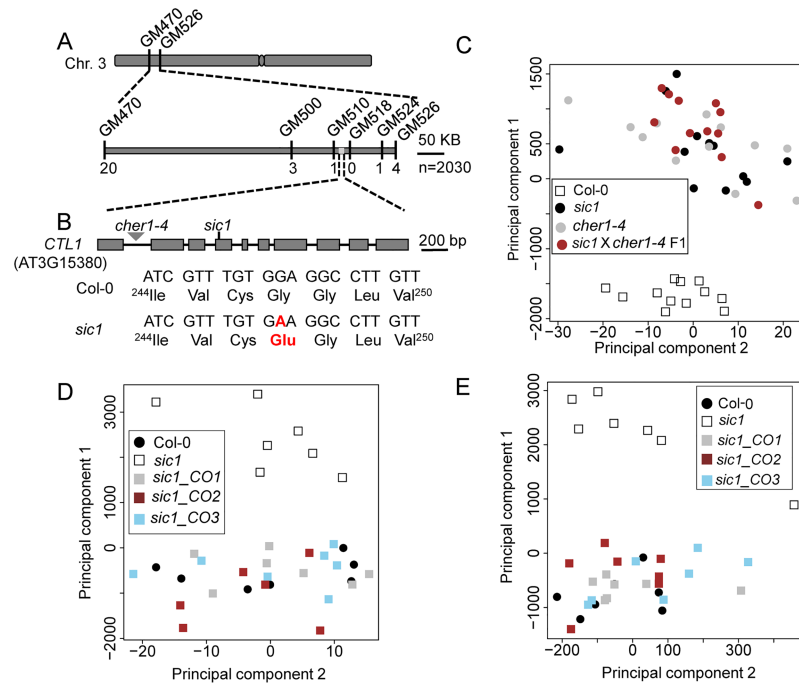 A
GM470
GM526
Chr. 3
GM470
GM500
GM510
GM518
GM524
GM526
50 KB
20 3 1 0 1 4 n=2030
B
cher1-4 sic1
CTL1
(AT3G15380)
200 bp
Col-0 ATC GTT TGT GGA GGC CTT GTT
244Ile Val Cys Gly Gly Leu Val250
sic1 ATC GTT TGT GAA GGC CTT GTT
244Ile Val Cys Glu Gly Leu Val250
C
Principal component 1
1500
500
0
-1000
-2000
Col-0
sic1
cher1-4
sic1 X cher1-4 F1
-30 -20 -10 0 10 20
Principal component 2
D
Principal component 1
3000
1000
0
-2000
Col-0
sic1
sic1_CO1
sic1_CO2
sic1_CO3
-20 -10 0 10
Principal component 2
E
Principal component 1
3000
2000
1000
0
-1000
Col-0
sic1
sic1_CO1
sic1_CO2
sic1_CO3
-200 0 100 300
Principal component 2